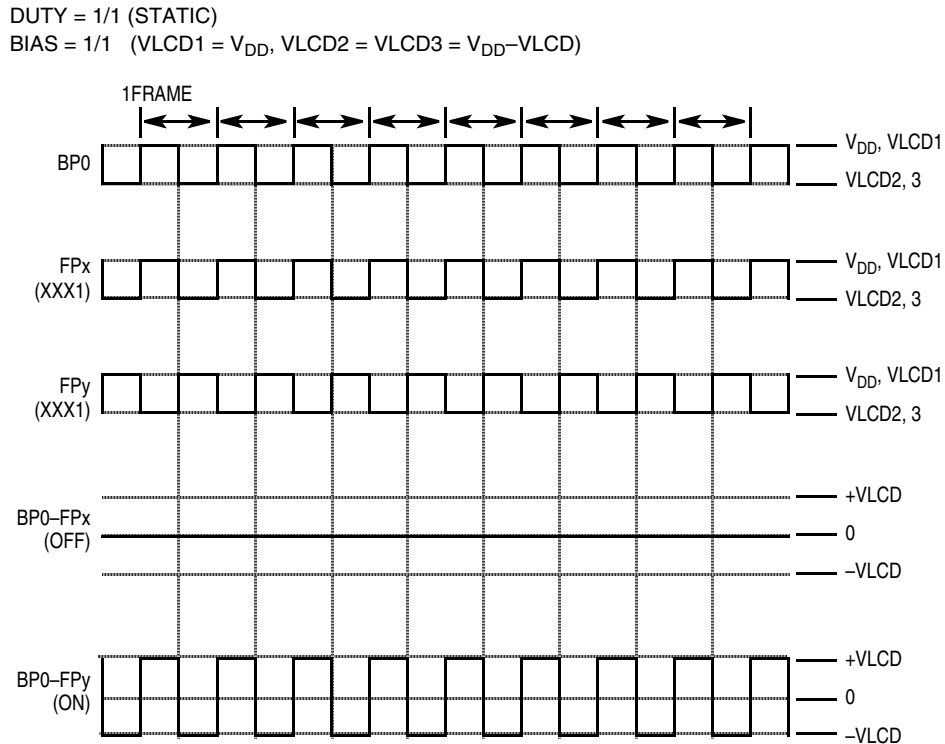 DUTY = 1/1 (STATIC)
BIAS = 1/1 (VLCD1 = VDD, VLCD2 = VLCD3 = VDD–VLCD)
1FRAME
BP0
VDD, VLCD1
VLCD2, 3
FPx
(XXX1)
VDD, VLCD1
VLCD2, 3
FPy
(XXX1)
VDD, VLCD1
VLCD2, 3
BP0–FPx
(OFF)
+VLCD
0
–VLCD
BP0–FPy
(ON)
+VLCD
0
–VLCD